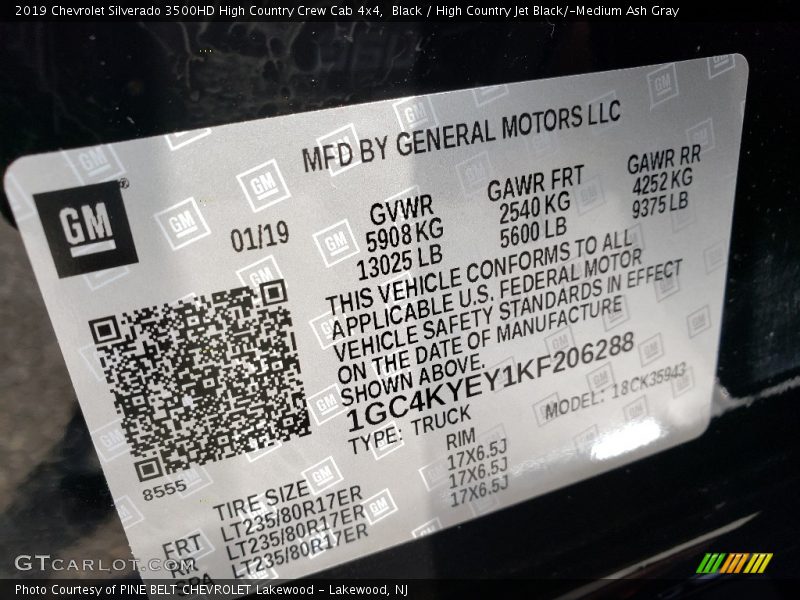 2019 Chevrolet Silverado 3500HD High Country Crew Cab 4x4, Black / High Country Jet Black/-Medium Ash Gray
MFD BY GENERAL MOTORS LLC
GM®
01/19
GVWR GAWR FRT GAWR RR
5908 KG 2540 KG 4252 KG
13025 LB 5600 LB 9375 LB
THIS VEHICLE CONFORMS TO ALL
APPLICABLE U.S. FEDERAL MOTOR
VEHICLE SAFETY STANDARDS IN EFFECT
ON THE DATE OF MANUFACTURE
SHOWN ABOVE.
1GC4KYEY1KF206288
TYPE: TRUCK MODEL: 18CK35943
8555
TIRE SIZE RIM
FRT LT235/80R17ER 17X6.5J
RR LT235/80R17ER 17X6.5J
SPA LT235/80R17ER 17X6.5J
GTCARLOT.COM
Photo Courtesy of PINE BELT CHEVROLET Lakewood - Lakewood, NJ